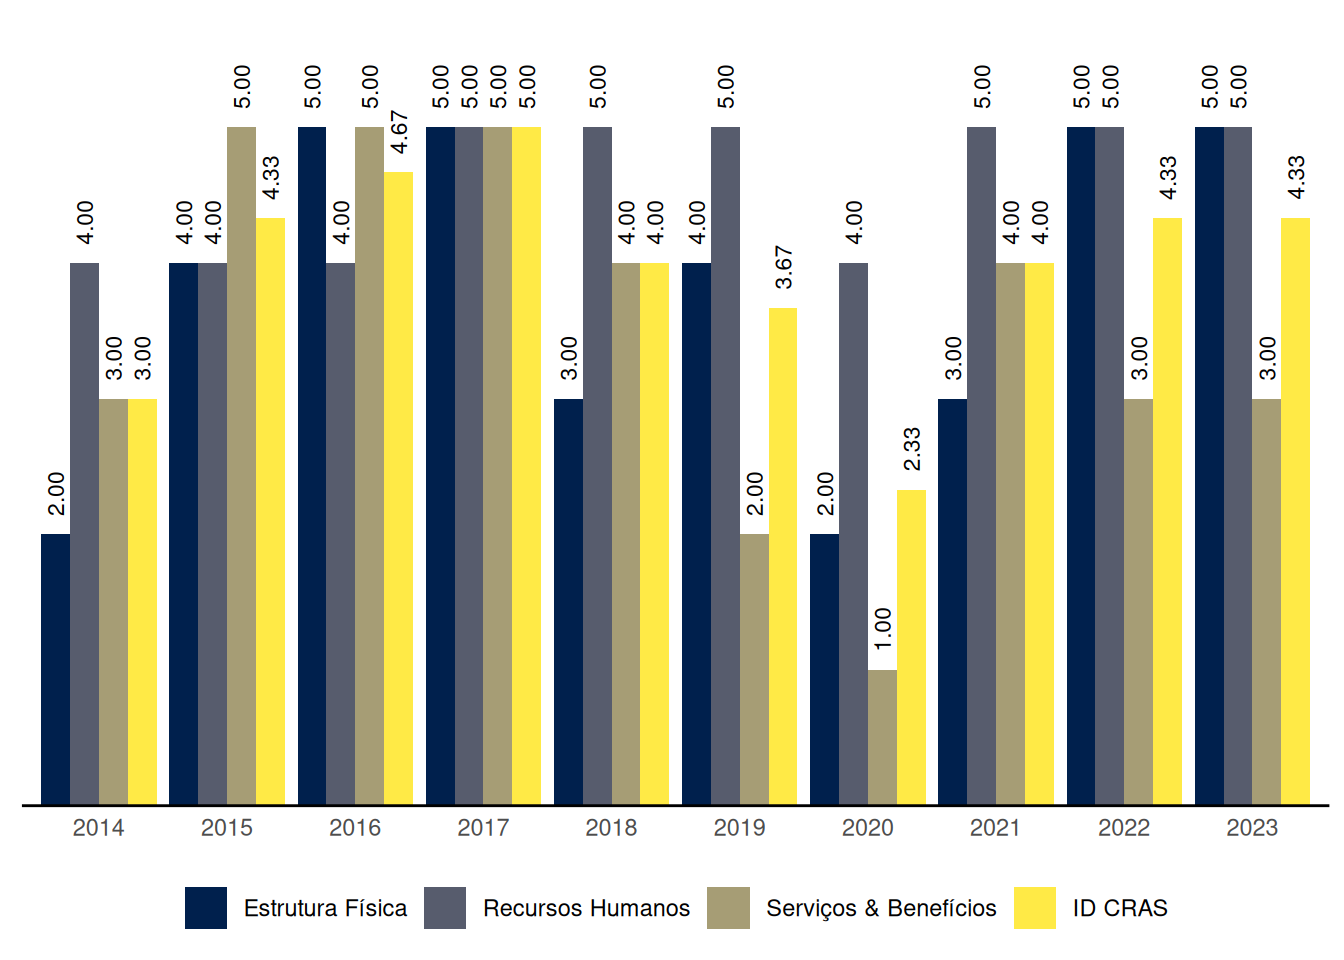 2.00 4.00 3.00 3.00
4.00 4.00 5.00 4.33
5.00 4.00 5.00 4.67
5.00 5.00 5.00 5.00
3.00 5.00 4.00 4.00
4.00 5.00 2.00 3.67
2.00 4.00 1.00 2.33
3.00 5.00 4.00 4.00
5.00 5.00 3.00 4.33
5.00 5.00 3.00 4.33
2014 2015 2016 2017 2018 2019 2020 2021 2022 2023
Estrutura Física Recursos Humanos Serviços & Benefícios ID CRAS